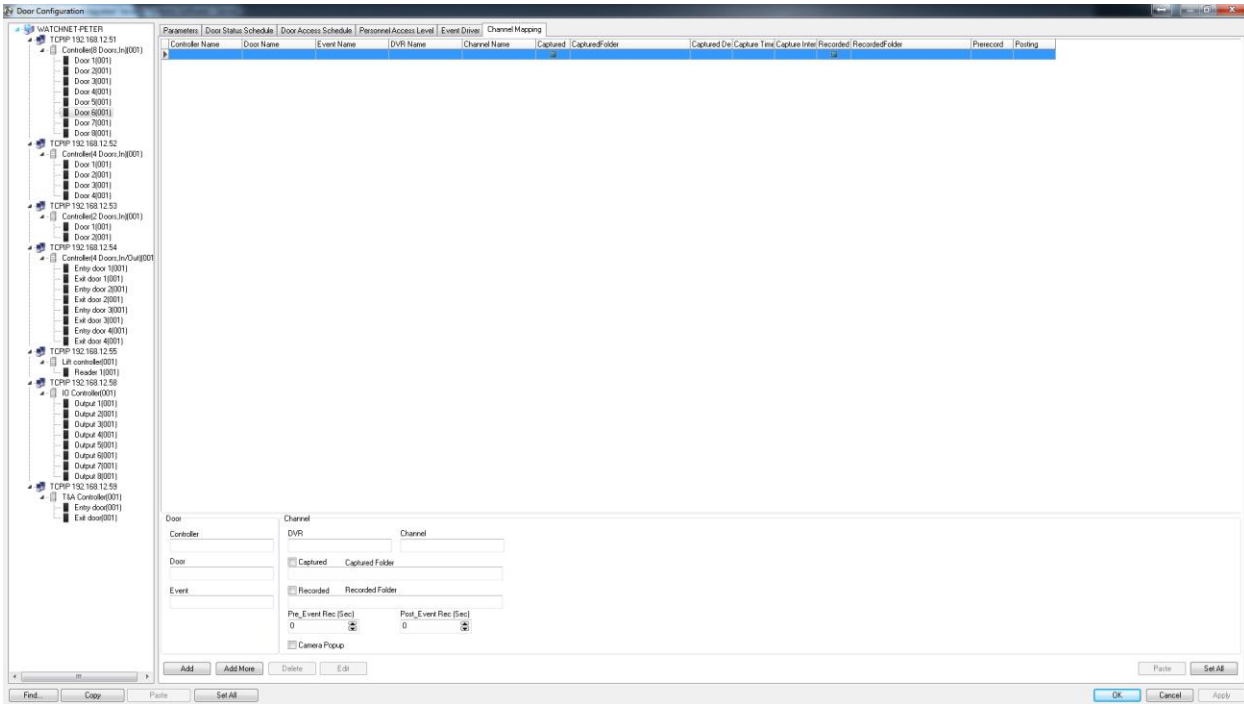 Door Configuration
WATCHNET-PETER
TCPIP 192.168.12.51
Controller(8 Doors,In)(001)
Door 1(001)
Door 2(001)
Door 3(001)
Door 4(001)
Door 5(001)
Door 6(001)
Door 7(001)
Door 8(001)
TCPIP 192.168.12.52
Controller(4 Doors,In)(001)
Door 1(001)
Door 2(001)
Door 3(001)
Door 4(001)
TCPIP 192.168.12.53
Controller(2 Doors,In)(001)
Door 1(001)
Door 2(001)
TCPIP 192.168.12.54
Controller(4 Doors,In/Out)(001
Entry door 1(001)
Exit door 1(001)
Entry door 2(001)
Exit door 2(001)
Entry door 3(001)
Exit door 3(001)
Entry door 4(001)
Exit door 4(001)
TCPIP 192.168.12.55
Lift controller(001)
Reader 1(001)
TCPIP 192.168.12.58
IO Controller(001)
Output 1(001)
Output 2(001)
Output 3(001)
Output 4(001)
Output 5(001)
Output 6(001)
Output 7(001)
Output 8(001)
TCPIP 192.168.12.59
T&A Controller(001)
Entry door(001)
Exit door(001)
Parameters Door Status Schedule Door Access Schedule Personnel Access Level Event Driver Channel Mapping
Controller Name Door Name Event Name DVR Name Channel Name Captured CapturedFolder Captured De Capture Time Capture Inter Recorded RecordedFolder Prerecord Posting
Door Channel
Controller DVR Channel
Door Captured Captured Folder
Event Recorded Recorded Folder
Pre_Event Rec (Sec) Post_Event Rec (Sec)
0 0
Camera Popup
Add Add More Delete Edit Paste Set All
Find... Copy Paste Set All OK Cancel Apply